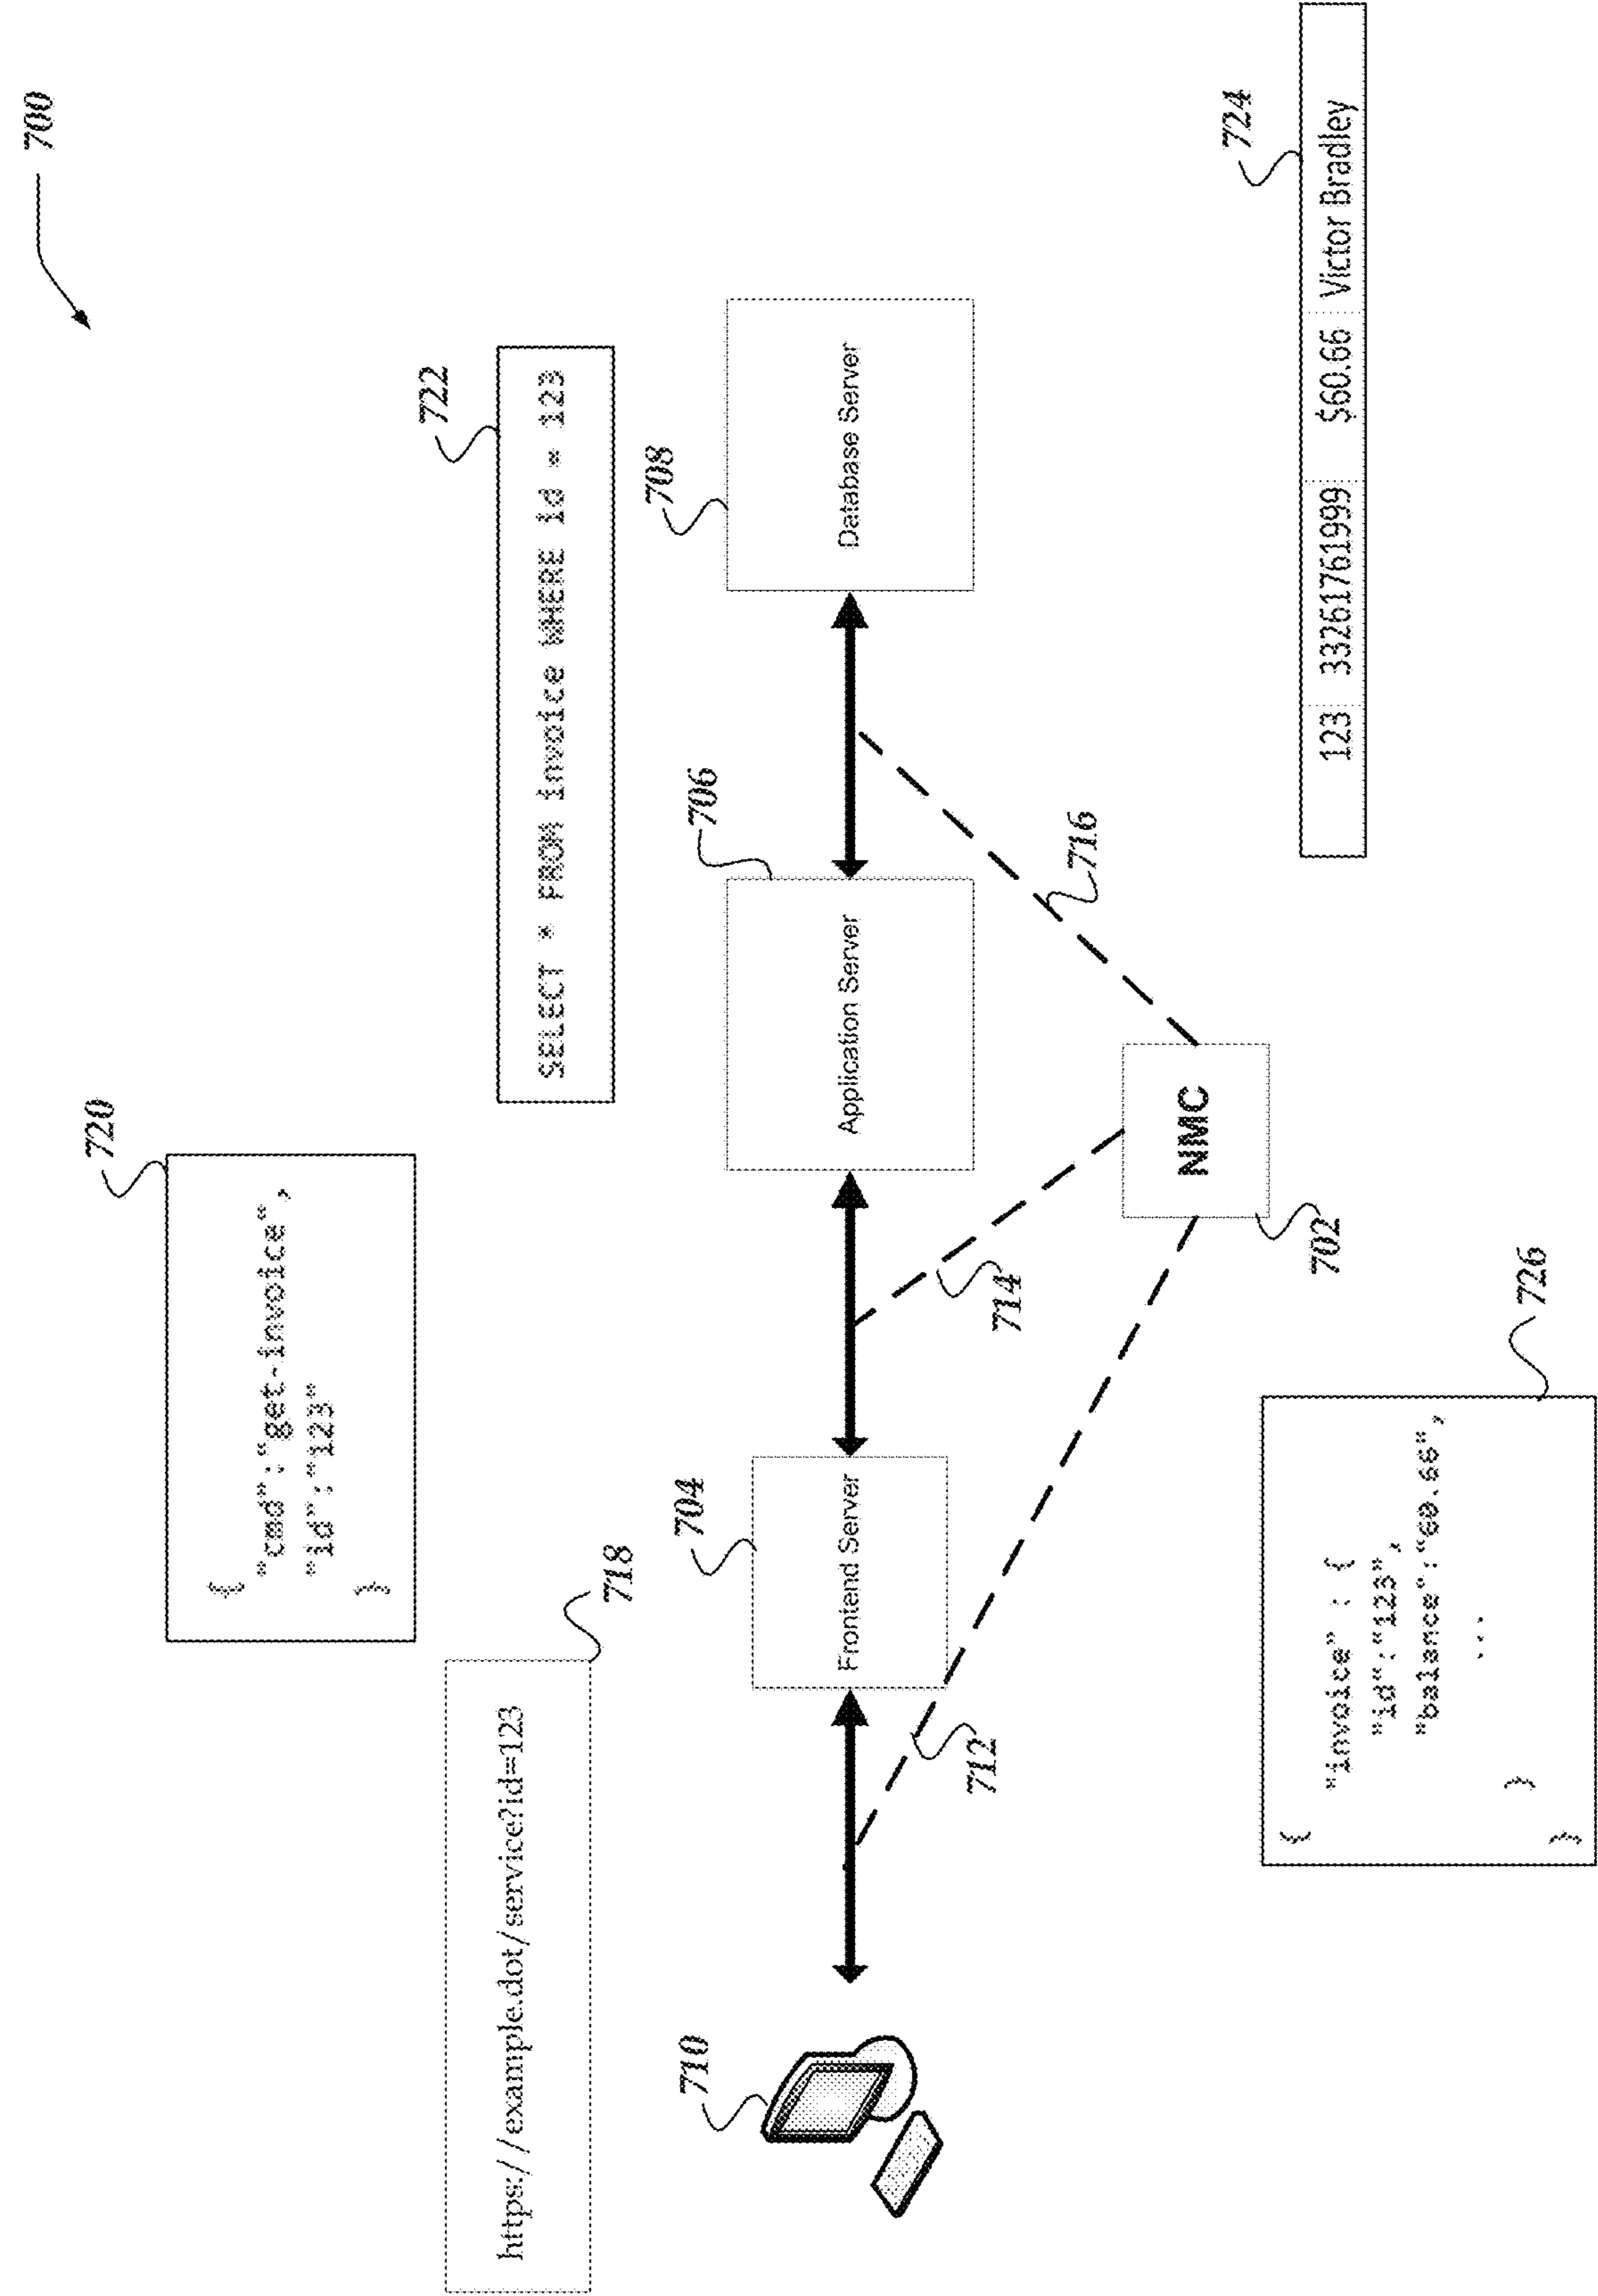 700
720
{
"cmd":"get-invoice",
"id":"123"
}
722
SELECT * FROM invoice WHERE id = 123
718
https://example.dot/service?id=123
710
704
706
708
Frontend Server
Application Server
Database Server
712
714
716
NMC
702
724
123 33261761999 $60.66 Victor Bradley
726
{
"invoice" : {
"id":"123",
"balance":"60.66",
...
}
}